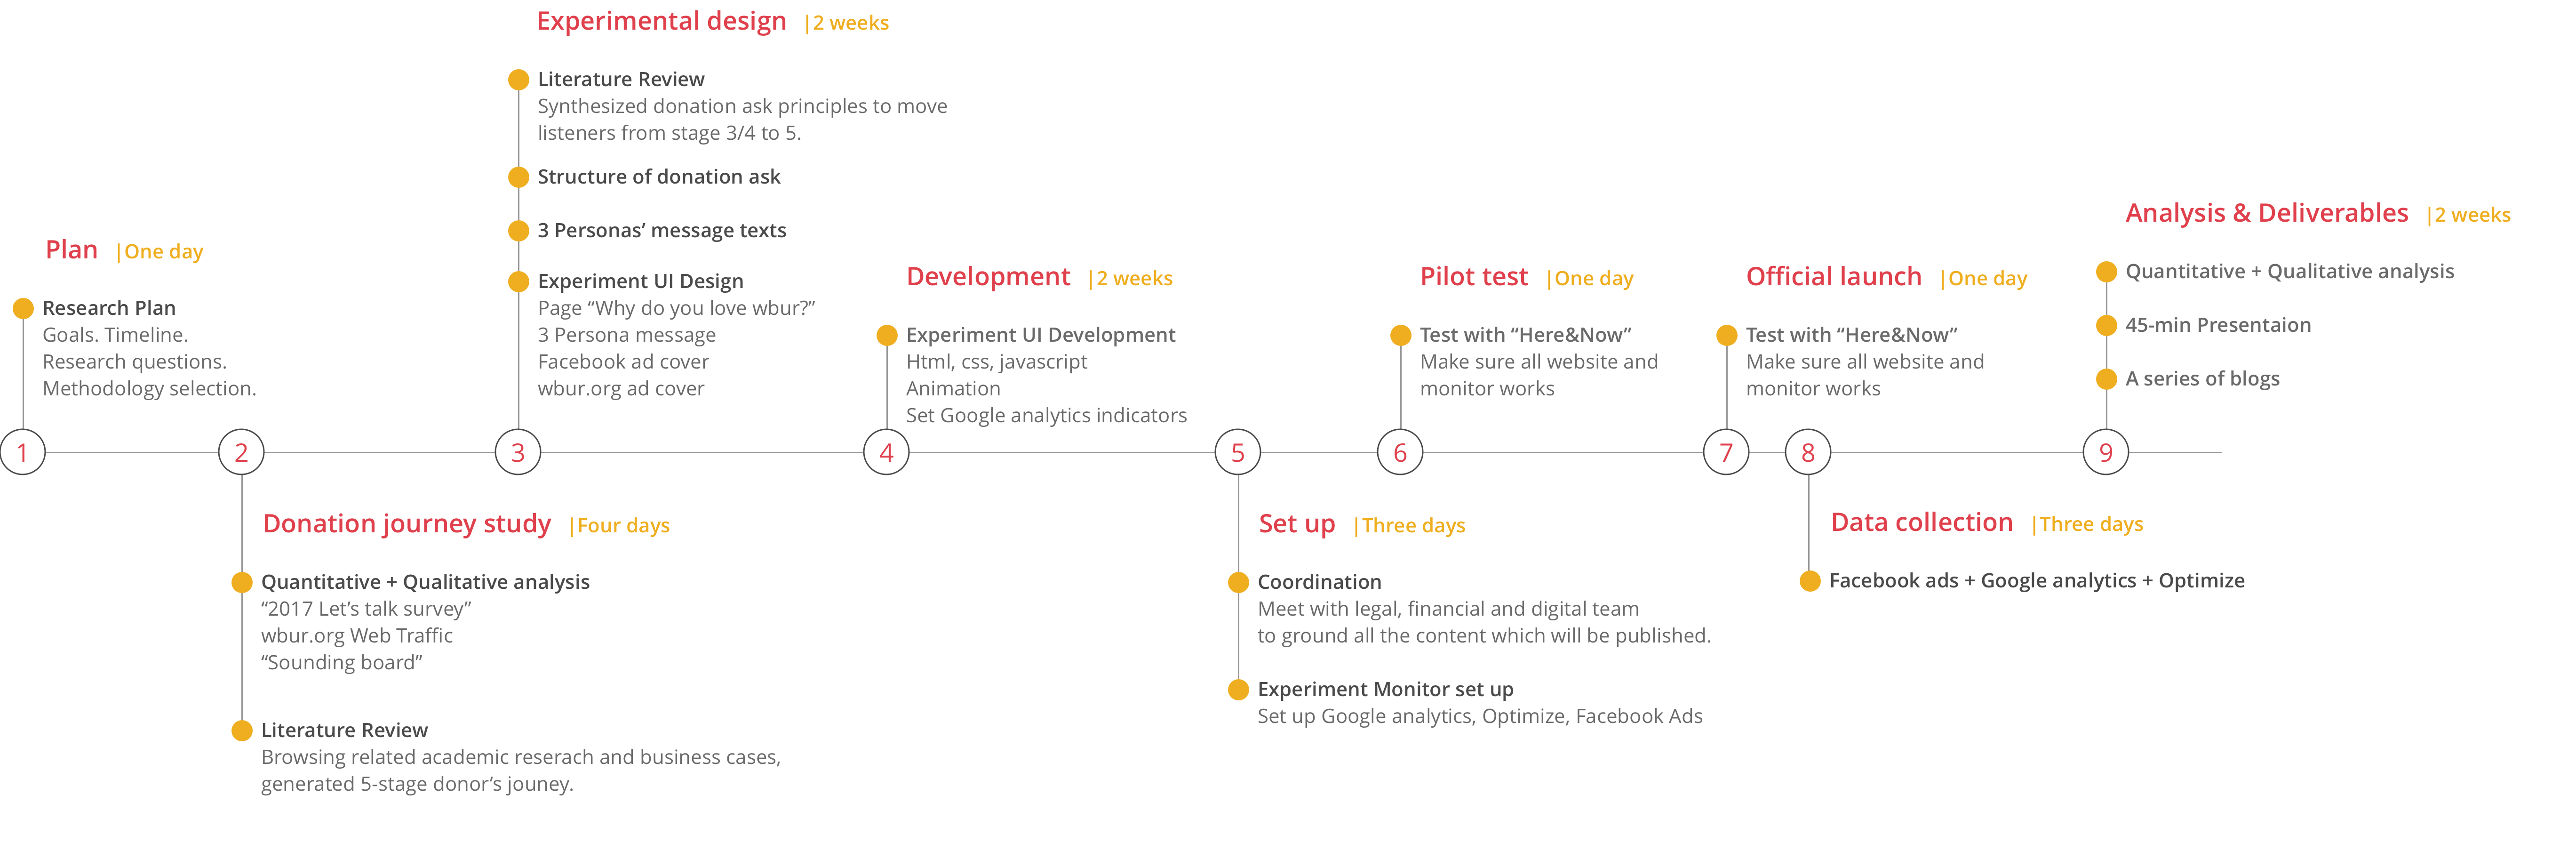 Plan |One day
Research Plan
Goals. Timeline.
Research questions.
Methodology selection.
1
2
Donation journey study |Four days
Quantitative + Qualitative analysis
“2017 Let’s talk survey”
wbur.org Web Traffic
“Sounding board”
Literature Review
Browsing related academic reserach and business cases,
generated 5-stage donor’s jouney.
Experimental design |2 weeks
Literature Review
Synthesized donation ask principles to move
listeners from stage 3/4 to 5.
Structure of donation ask
3 Personas’ message texts
Experiment UI Design
Page “Why do you love wbur?”
3 Persona message
Facebook ad cover
wbur.org ad cover
3
Development |2 weeks
Experiment UI Development
Html, css, javascript
Animation
Set Google analytics indicators
4
5
Set up |Three days
Coordination
Meet with legal, financial and digital team
to ground all the content which will be published.
Experiment Monitor set up
Set up Google analytics, Optimize, Facebook Ads
Pilot test |One day
Test with “Here&Now”
Make sure all website and
monitor works
6
Official launch |One day
Test with “Here&Now”
Make sure all website and
monitor works
7
8
Data collection |Three days
Facebook ads + Google analytics + Optimize
Analysis & Deliverables |2 weeks
Quantitative + Qualitative analysis
45-min Presentaion
A series of blogs
9